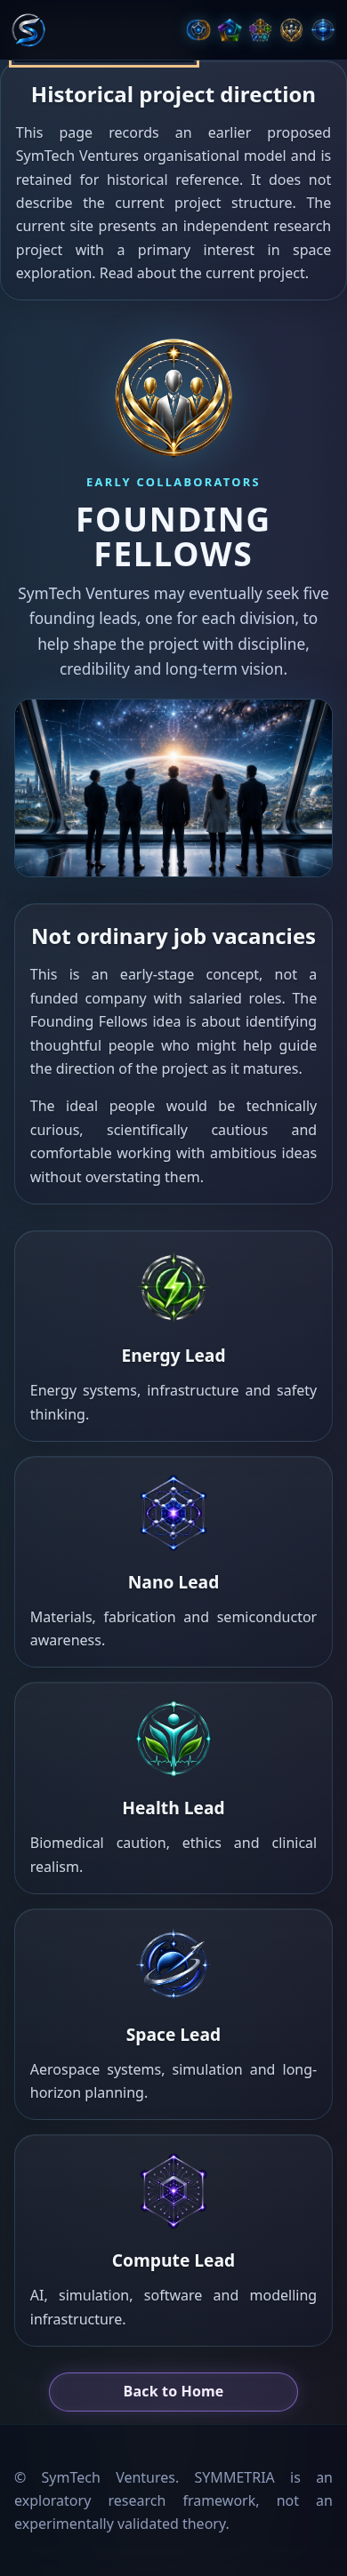 Historical project direction
This page records an earlier proposed
SymTech Ventures organisational model and is
retained for historical reference. It does not
describe the current project structure. The
current site presents an independent research
project with a primary interest in space
exploration. Read about the current project.
EARLY COLLABORATORS
FOUNDING
FELLOWS
SymTech Ventures may eventually seek five
founding leads, one for each division, to
help shape the project with discipline,
credibility and long-term vision.
Not ordinary job vacancies
This is an early-stage concept, not a
funded company with salaried roles. The
Founding Fellows idea is about identifying
thoughtful people who might help guide
the direction of the project as it matures.
The ideal people would be technically
curious, scientifically cautious and
comfortable working with ambitious ideas
without overstating them.
Energy Lead
Energy systems, infrastructure and safety
thinking.
Nano Lead
Materials, fabrication and semiconductor
awareness.
Health Lead
Biomedical caution, ethics and clinical
realism.
Space Lead
Aerospace systems, simulation and long-
horizon planning.
Compute Lead
AI, simulation, software and modelling
infrastructure.
Back to Home
© SymTech Ventures. SYMMETRIA is an
exploratory research framework, not an
experimentally validated theory.